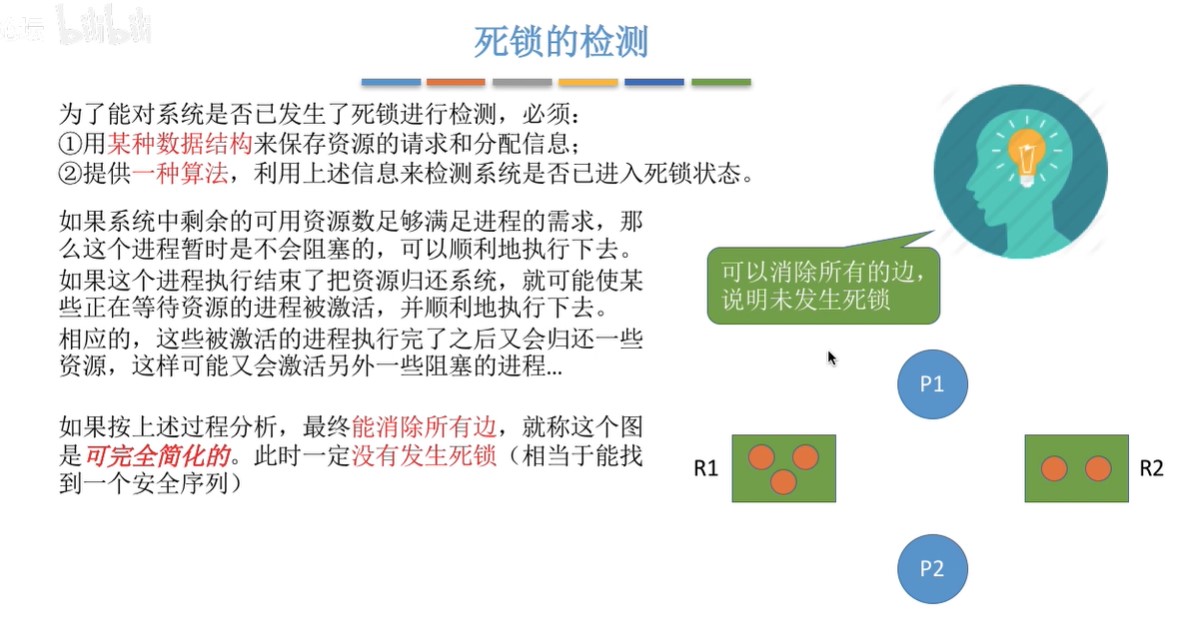 bilibili
死锁的检测
为了能对系统是否已发生了死锁进行检测，必须：
①用某种数据结构来保存资源的请求和分配信息；
②提供一种算法，利用上述信息来检测系统是否已进入死锁状态。
如果系统中剩余的可用资源数足够满足进程的需求，那
么这个进程暂时是不会阻塞的，可以顺利地执行下去。
如果这个进程执行结束了把资源归还系统，就可能使某
些正在等待资源的进程被激活，并顺利地执行下去。
相应的，这些被激活的进程执行完了之后又会归还一些
资源，这样可能又会激活另外一些阻塞的进程...
如果按上述过程分析，最终能消除所有边，就称这个图
是可完全简化的。此时一定没有发生死锁（相当于能找
到一个安全序列）
可以消除所有的边，
说明未发生死锁
P1
R1
R2
P2